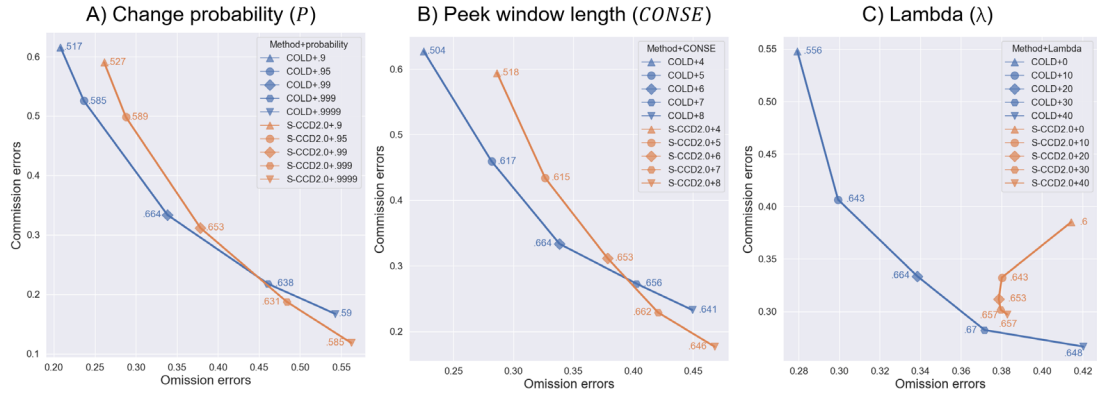 A) Change probability (P)
Commission errors
0.6
0.5
0.4
0.3
0.2
0.1
0.20 0.25 0.30 0.35 0.40 0.45 0.50 0.55
Omission errors
Method+probability
COLD+.9
COLD+.95
COLD+.99
COLD+.999
COLD+.9999
S-CCD2.0+.9
S-CCD2.0+.95
S-CCD2.0+.99
S-CCD2.0+.999
S-CCD2.0+.9999
.517
.527
.585
.589
.664
.653
.638
.631
.59
.585
B) Peek window length (CONSE)
Commission errors
0.6
0.5
0.4
0.3
0.2
0.25 0.30 0.35 0.40 0.45
Omission errors
Method+CONSE
COLD+4
COLD+5
COLD+6
COLD+7
COLD+8
S-CCD2.0+4
S-CCD2.0+5
S-CCD2.0+6
S-CCD2.0+7
S-CCD2.0+8
.504
.518
.617
.615
.664
.653
.656
.662
.641
.646
C) Lambda (λ)
Commission errors
0.55
0.50
0.45
0.40
0.35
0.30
0.28 0.30 0.32 0.34 0.36 0.38 0.40 0.42
Omission errors
Method+Lambda
COLD+0
COLD+10
COLD+20
COLD+30
COLD+40
S-CCD2.0+0
S-CCD2.0+10
S-CCD2.0+20
S-CCD2.0+30
S-CCD2.0+40
.556
.643
.6
.664
.643
.653
.657
.657
.67
.648